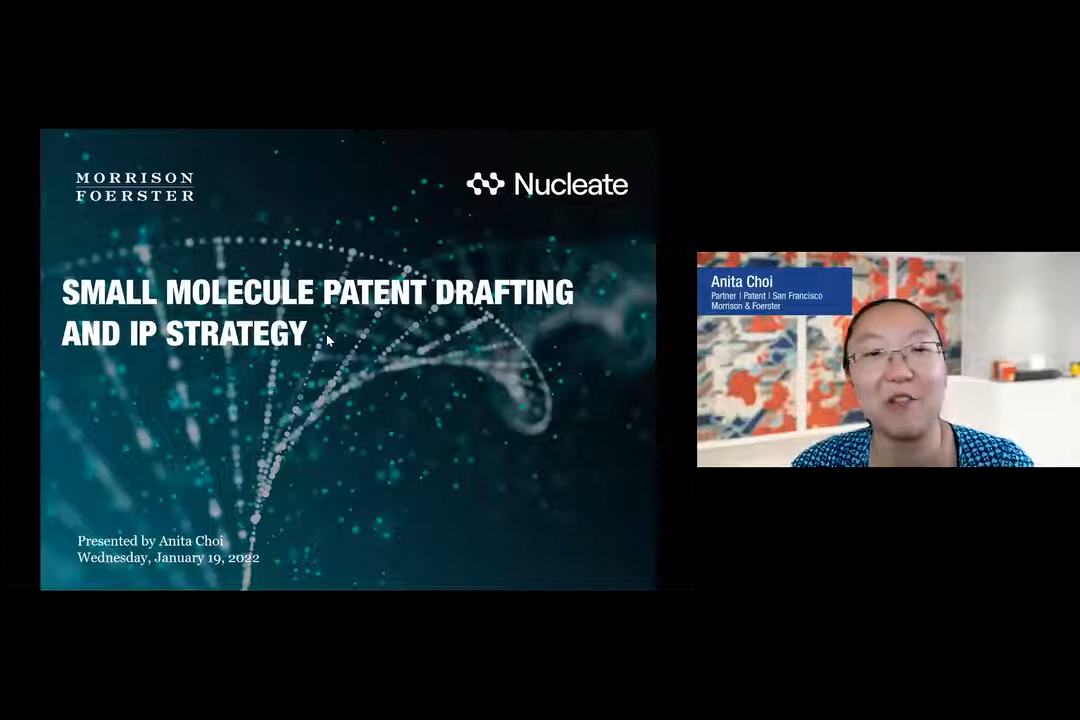 MORRISON
FOERSTER
Nucleate
SMALL MOLECULE PATENT DRAFTING
AND IP STRATEGY
Presented by Anita Choi
Wednesday, January 19, 2022
Anita Choi
Partner | Patent | San Francisco
Morrison & Foerster